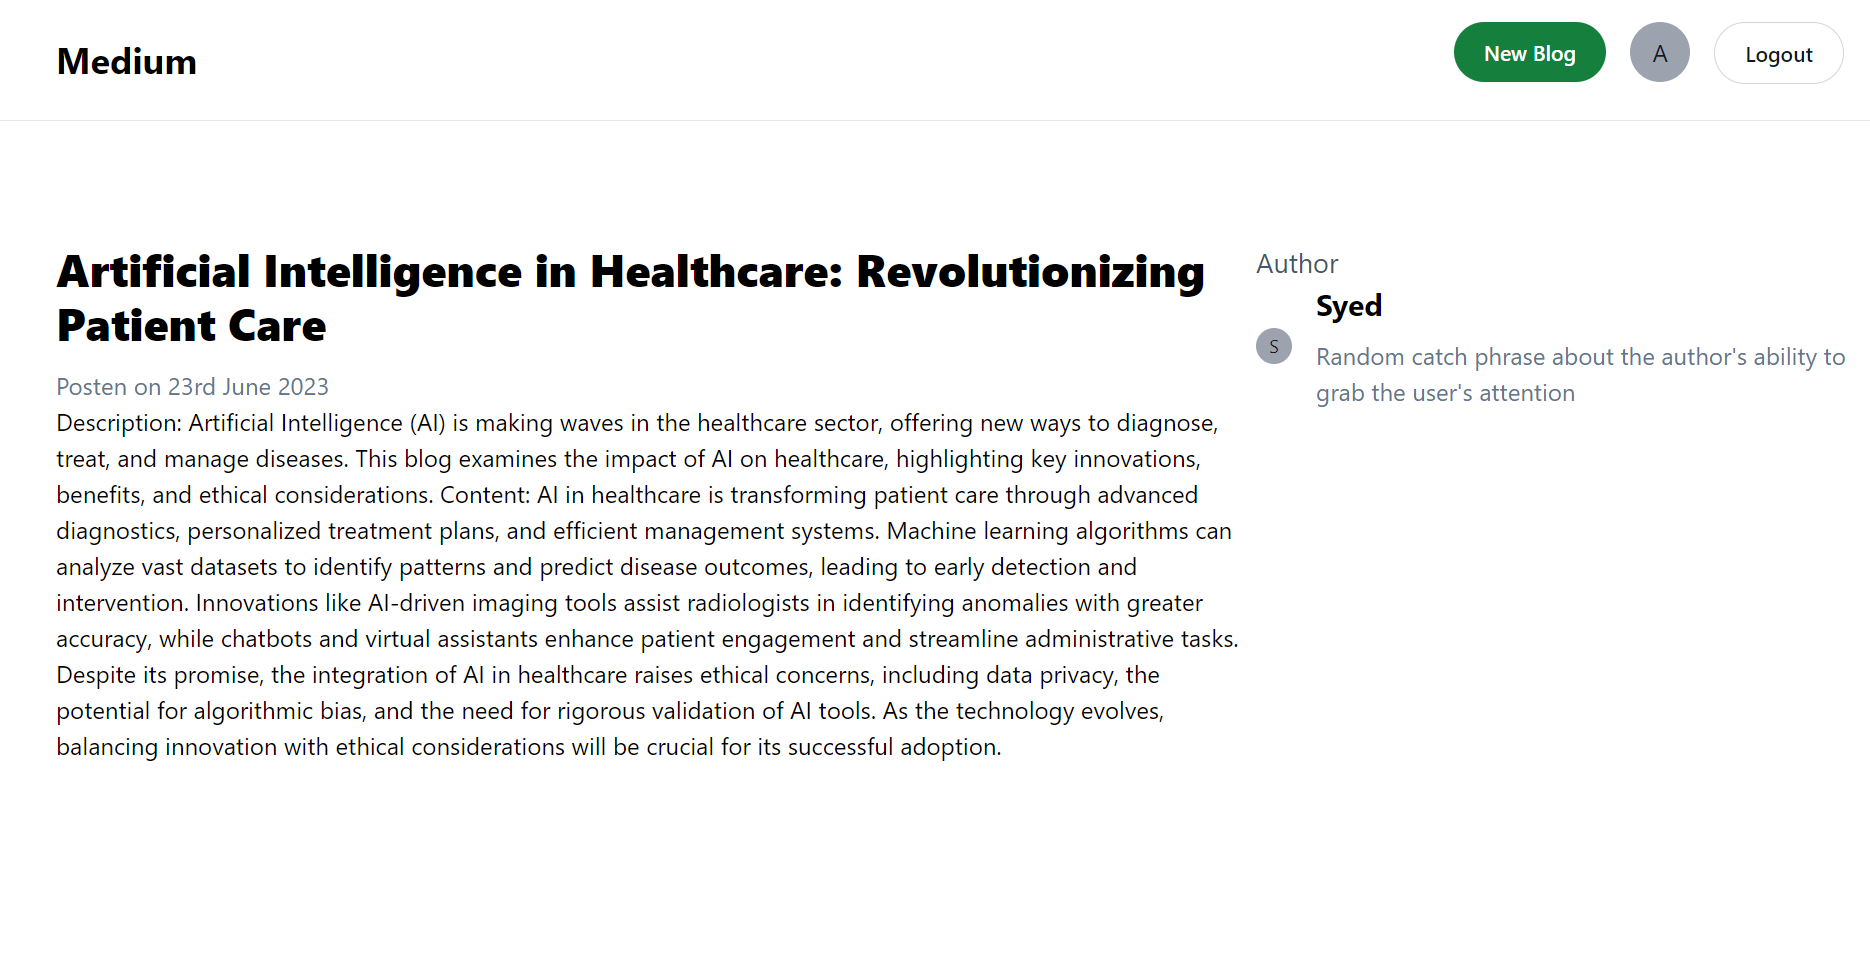 Medium
New Blog
A
Logout
Artificial Intelligence in Healthcare: Revolutionizing
Patient Care
Posten on 23rd June 2023
Description: Artificial Intelligence (AI) is making waves in the healthcare sector, offering new ways to diagnose,
treat, and manage diseases. This blog examines the impact of AI on healthcare, highlighting key innovations,
benefits, and ethical considerations. Content: AI in healthcare is transforming patient care through advanced
diagnostics, personalized treatment plans, and efficient management systems. Machine learning algorithms can
analyze vast datasets to identify patterns and predict disease outcomes, leading to early detection and
intervention. Innovations like AI-driven imaging tools assist radiologists in identifying anomalies with greater
accuracy, while chatbots and virtual assistants enhance patient engagement and streamline administrative tasks.
Despite its promise, the integration of AI in healthcare raises ethical concerns, including data privacy, the
potential for algorithmic bias, and the need for rigorous validation of AI tools. As the technology evolves,
balancing innovation with ethical considerations will be crucial for its successful adoption.
Author
S
Syed
Random catch phrase about the author's ability to
grab the user's attention